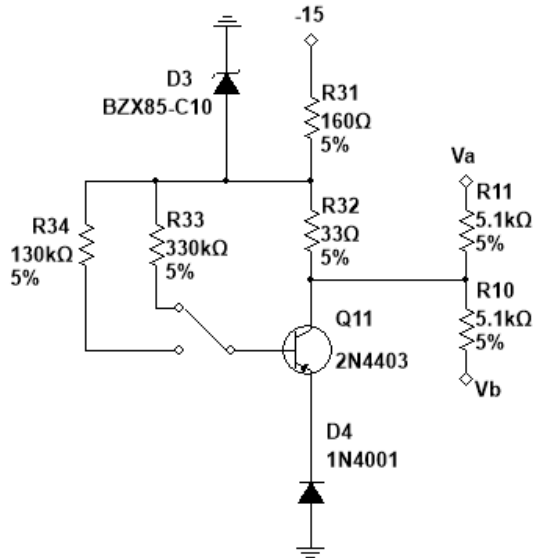 -15
D3
BZX85-C10
R31
160Ω
5%
Va
R34
130kΩ
5%
R33
330kΩ
5%
R32
33Ω
5%
R11
5.1kΩ
5%
R10
5.1kΩ
5%
Q11
2N4403
Vb
D4
1N4001